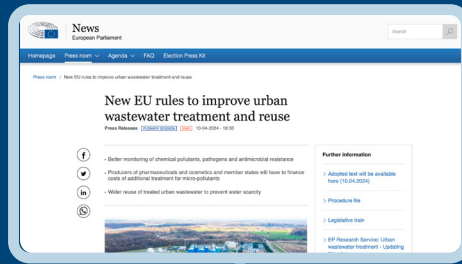 News
European Parliament
Search
Homepage
Press room
Agenda
FAQ
Election Press Kit
Press room / New EU rules to improve urban wastewater treatment and reuse
New EU rules to improve urban
wastewater treatment and reuse
Press Releases PLENARY SESSION ENVI 10-04-2024 - 18:03
- Better monitoring of chemical pollutants, pathogens and antimicrobial resistance
- Producers of pharmaceuticals and cosmetics and member states will have to finance
costs of additional treatment for micro-pollutants
- Wider reuse of treated urban wastewater to prevent water scarcity
Further information
> Adopted text will be available
here (10.04.2024)
> Procedure file
> Legislative train
> EP Research Service: Urban
wastewater treatment - Updating